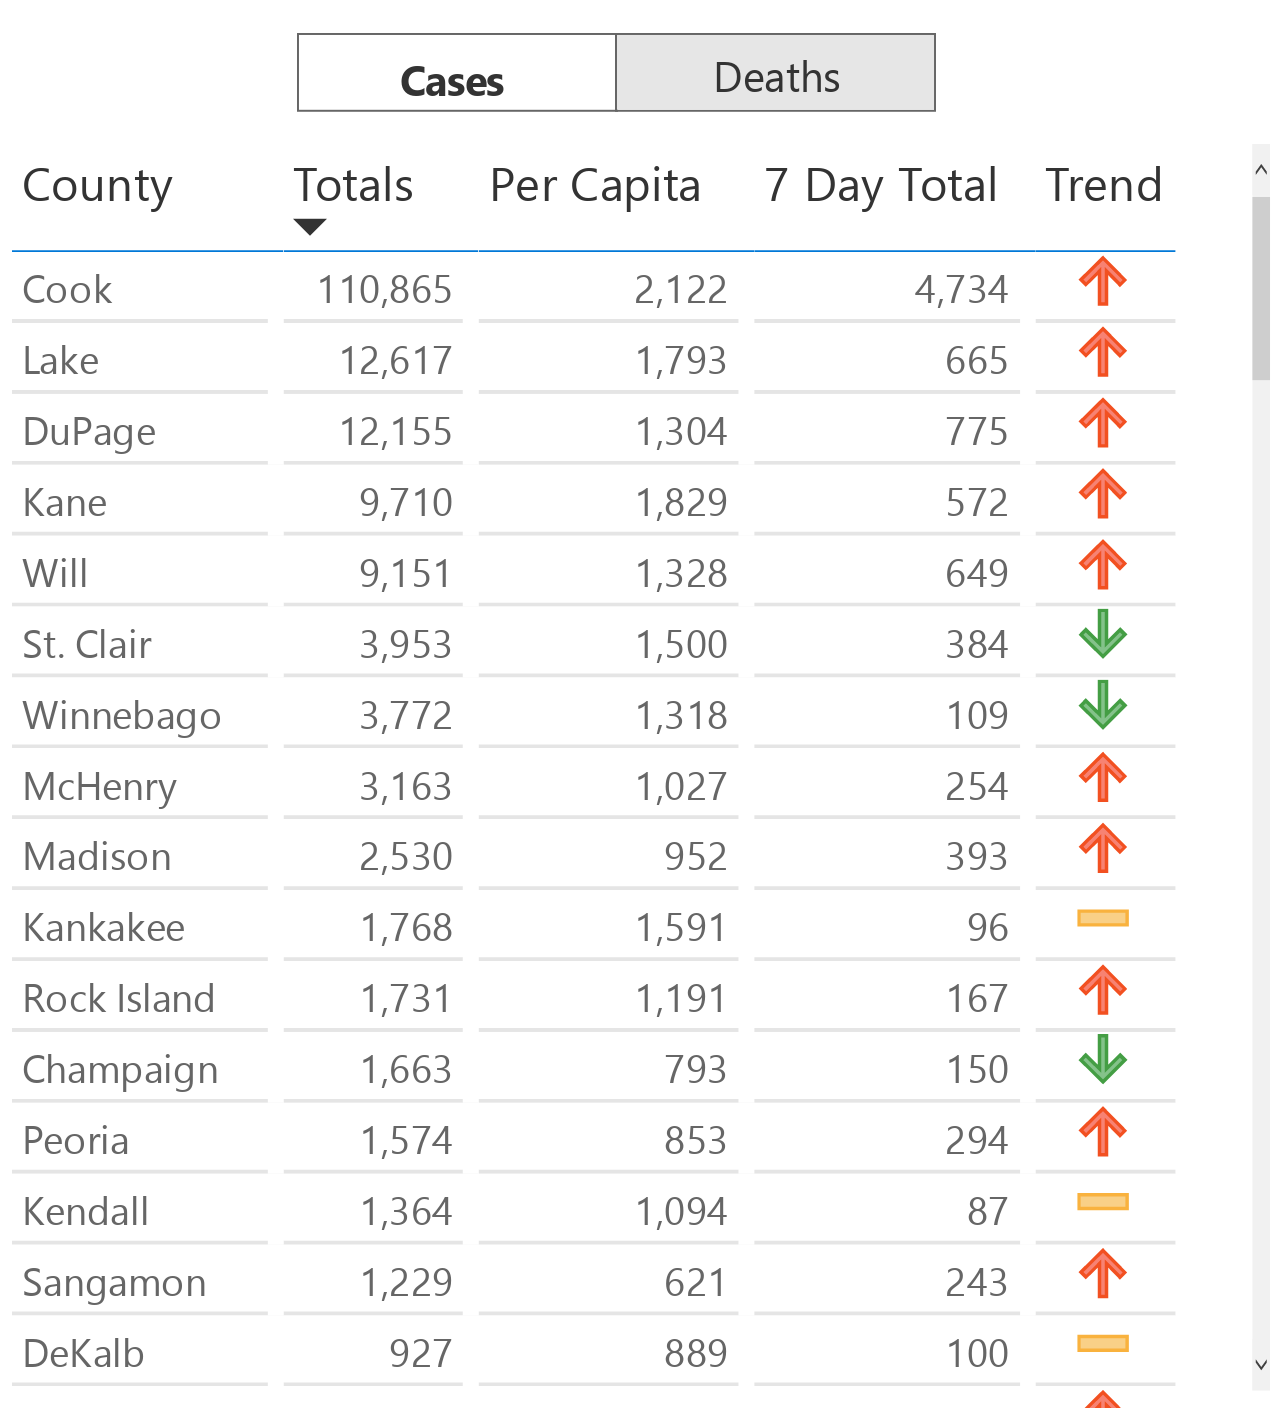 Cases Deaths
County Totals Per Capita 7 Day Total Trend
Cook 110,865 2,122 4,734
Lake 12,617 1,793 665
DuPage 12,155 1,304 775
Kane 9,710 1,829 572
Will 9,151 1,328 649
St. Clair 3,953 1,500 384
Winnebago 3,772 1,318 109
McHenry 3,163 1,027 254
Madison 2,530 952 393
Kankakee 1,768 1,591 96
Rock Island 1,731 1,191 167
Champaign 1,663 793 150
Peoria 1,574 853 294
Kendall 1,364 1,094 87
Sangamon 1,229 621 243
DeKalb 927 889 100